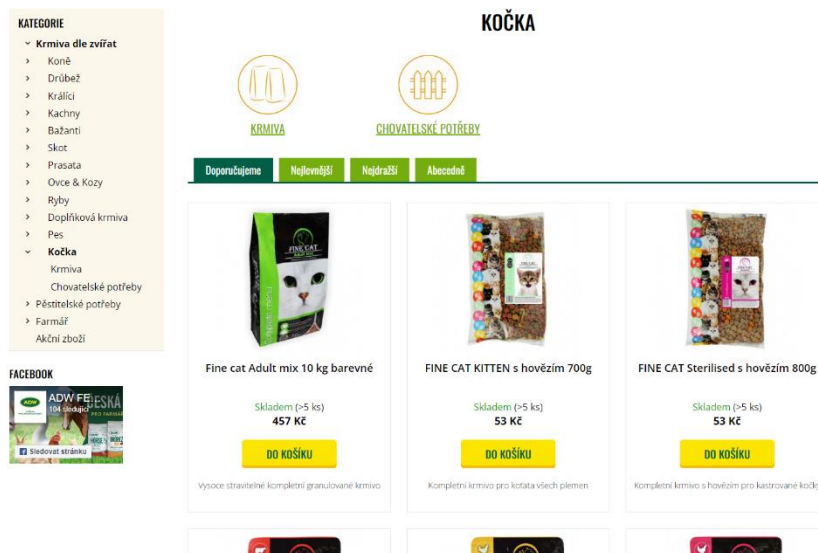 KATEGORIE
Krmiva dle zvířat
Koně
Drůbež
Králíci
Kachny
Bažanti
Skot
Prasata
Ovce & Kozy
Ryby
Doplňková krmiva
Pes
Kočka
Krmiva
Chovatelské potřeby
Pěstitelské potřeby
Farmář
Akční zboží
FACEBOOK
ADW FE
104 sledující
ESKÁ
PRO FARMÁŘ
ADW
Sledovat stránku
KOČKA
KRMIVA
CHOVATELSKÉ POTŘEBY
Doporučujeme Nejlevnější Nejdražší Abecedně
FINE CAT
Fine cat Adult mix 10 kg barevné
Skladem (>5 ks)
457 Kč
DO KOŠÍKU
Vysoce stravitelné kompletní granulované krmivo
FINE CAT KITTEN s hovězím 700g
Skladem (>5 ks)
53 Kč
DO KOŠÍKU
Kompletní krmivo pro koťata všech plemen
FINE CAT Sterilised s hovězím 800g
Skladem (>5 ks)
53 Kč
DO KOŠÍKU
Kompletní krmivo s hovězím pro kastrované kočky